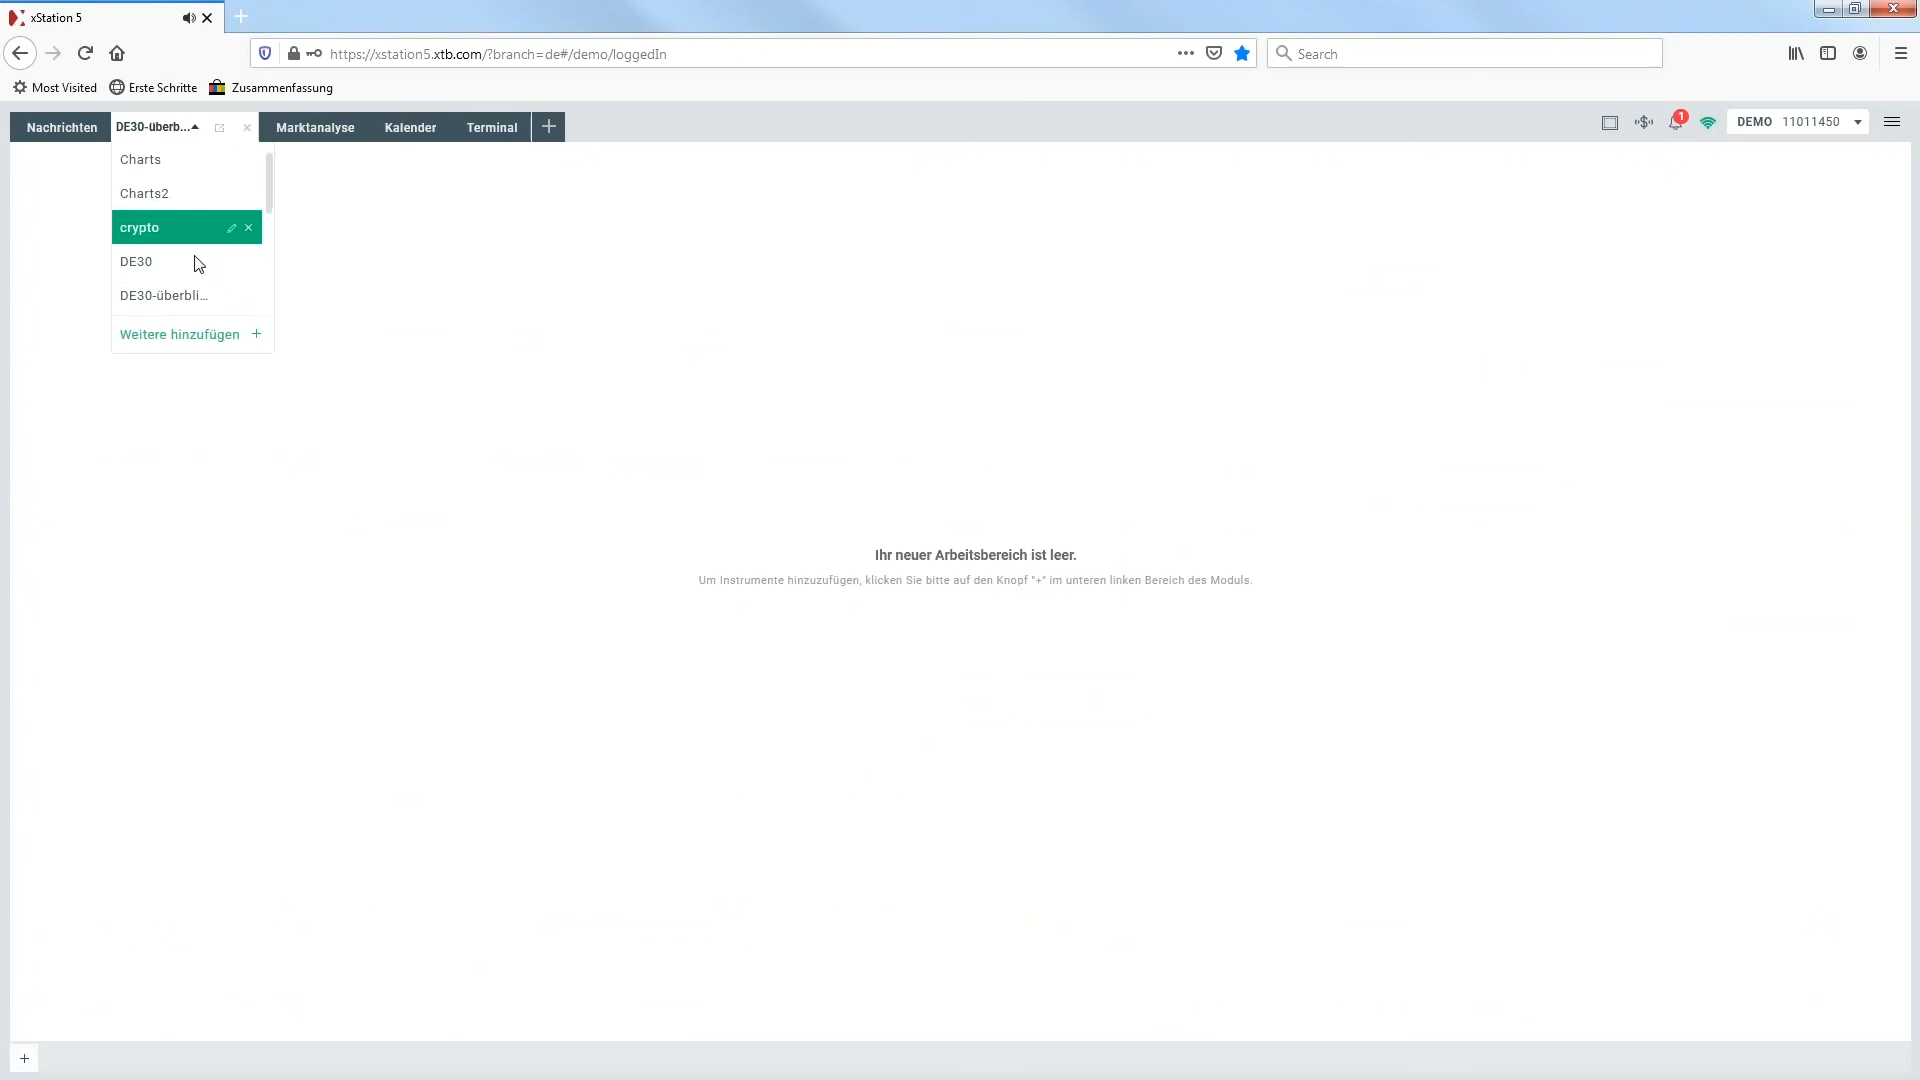 xStation 5
https://xstation5.xtb.com/?branch=de#/demo/loggedIn
Search
Most Visited
Erste Schritte
Zusammenfassung
Nachrichten
DE30-überb...
Marktanalyse
Kalender
Terminal
1
DEMO 11011450
Charts
Charts2
crypto
DE30
DE30-überbli...
Weitere hinzufügen +
Ihr neuer Arbeitsbereich ist leer.
Um Instrumente hinzuzufügen, klicken Sie bitte auf den Knopf "+" im unteren linken Bereich des Moduls.